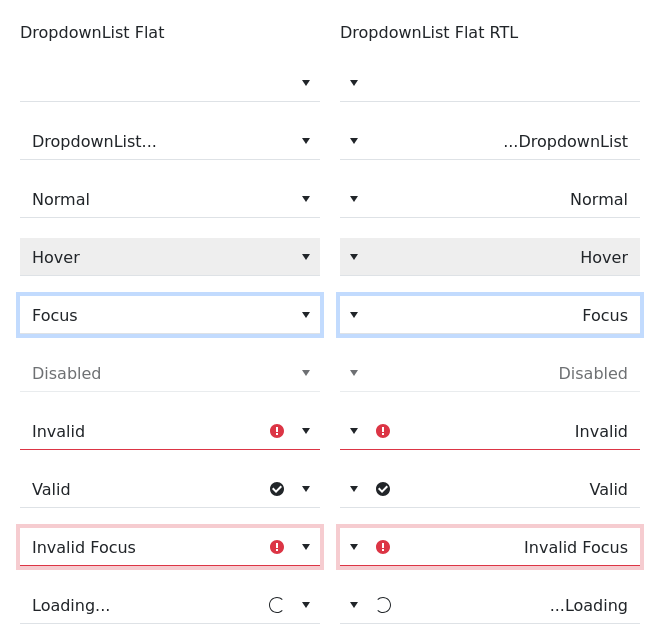 DropdownList Flat
DropdownList...
Normal
Hover
Focus
Disabled
Invalid
Valid
Invalid Focus
Loading...
DropdownList Flat RTL
...DropdownList
Normal
Hover
Focus
Disabled
Invalid
Valid
Invalid Focus
...Loading